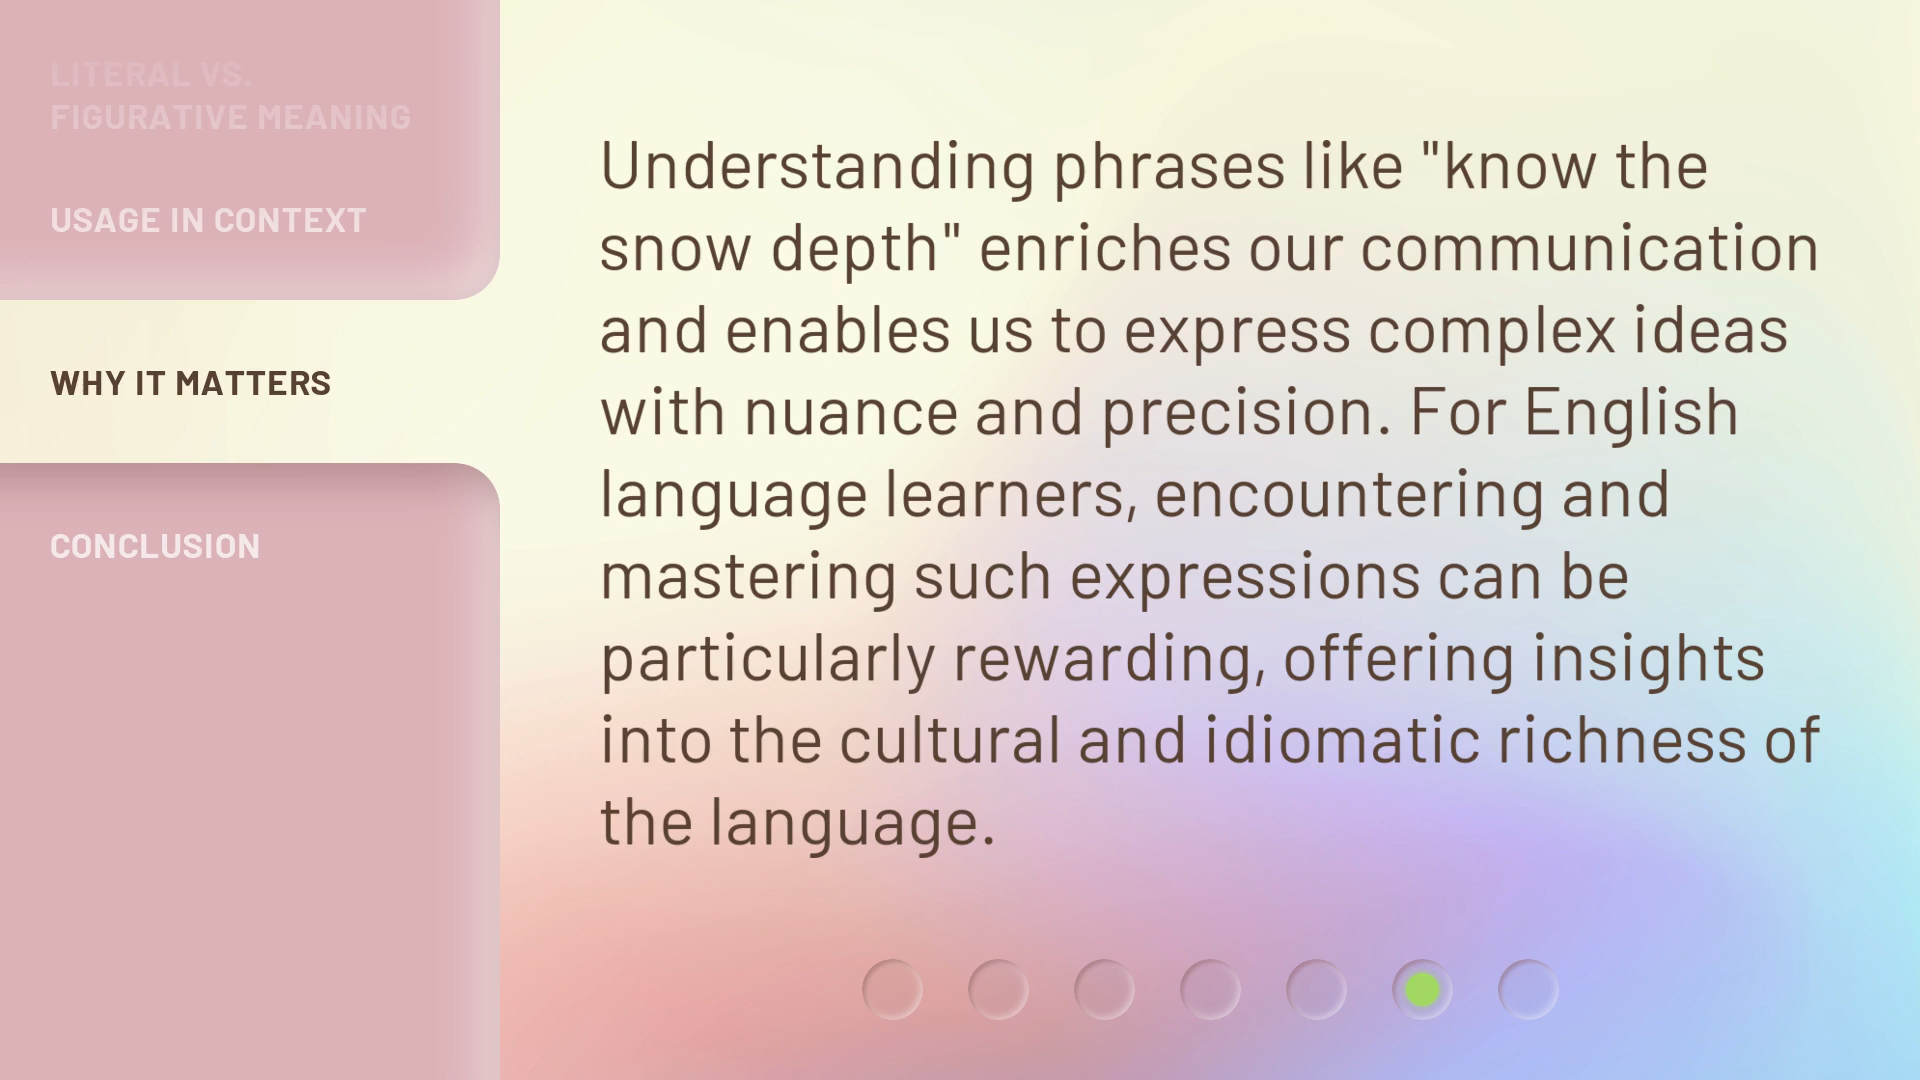 LITERAL VS.
FIGURATIVE MEANING
USAGE IN CONTEXT
WHY IT MATTERS
CONCLUSION
Understanding phrases like "know the
snow depth" enriches our communication
and enables us to express complex ideas
with nuance and precision. For English
language learners, encountering and
mastering such expressions can be
particularly rewarding, offering insights
into the cultural and idiomatic richness of
the language.